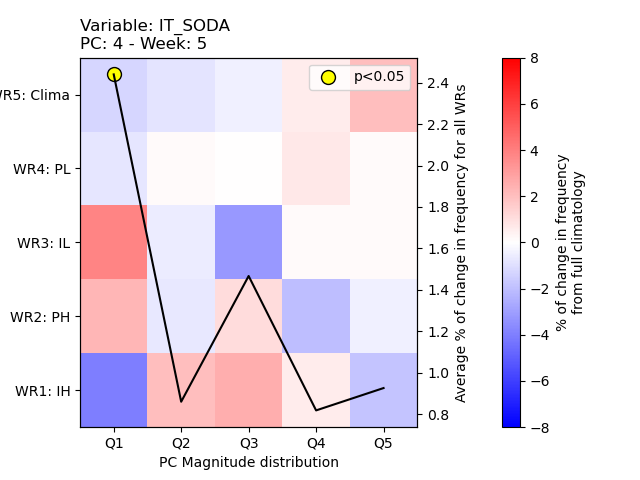 Variable: IT_SODA
PC: 4 - Week: 5
p<0.05
WR5: Clima
WR4: PL
WR3: IL
WR2: PH
WR1: IH
Q1 Q2 Q3 Q4 Q5
PC Magnitude distribution
2.4
2.2
2.0
1.8
1.6
1.4
1.2
1.0
0.8
Average % of change in frequency for all WRs
8
6
4
2
0
−2
−4
−6
−8
% of change in frequency
from full climatology